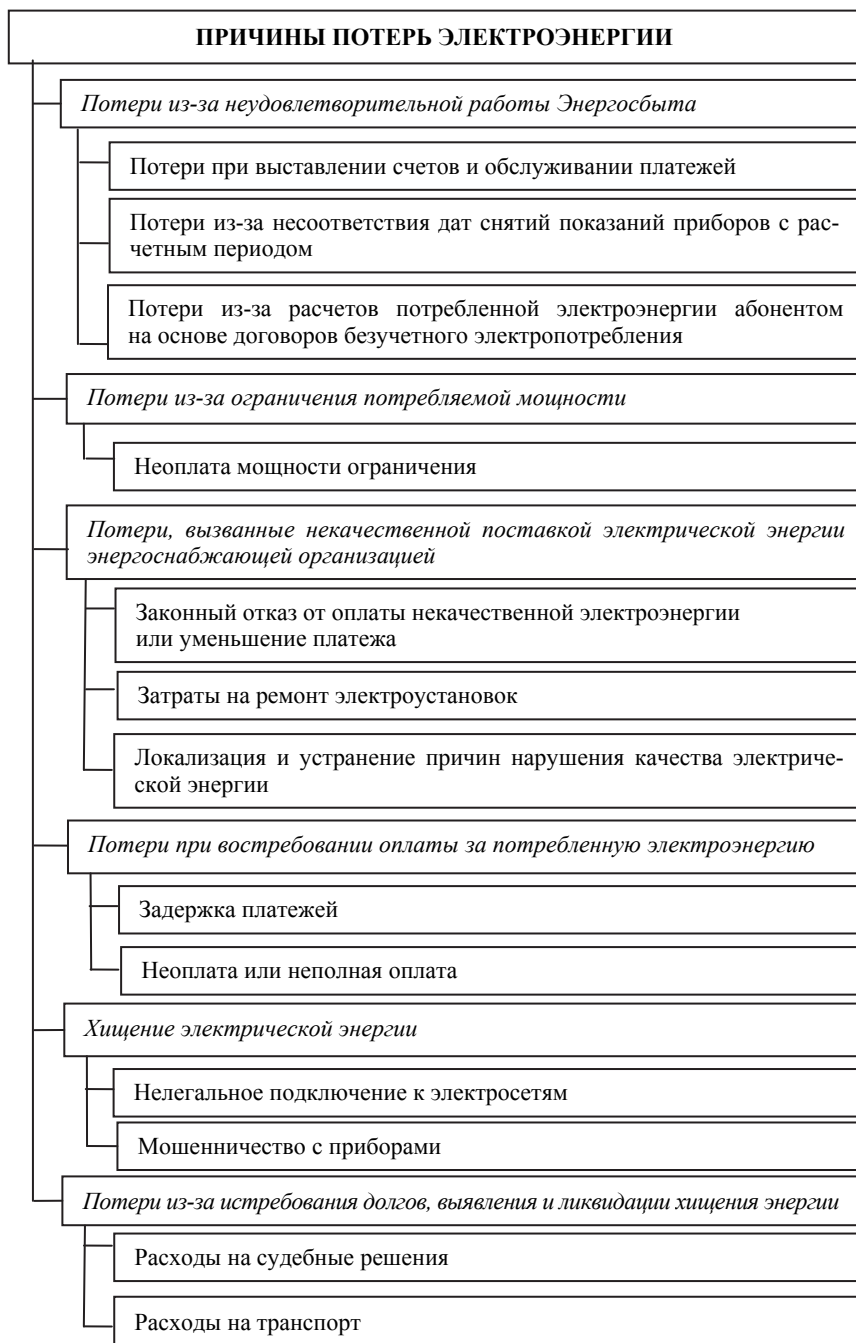 ПРИЧИНЫ ПОТЕРЬ ЭЛЕКТРОЭНЕРГИИ
Потери из-за неудовлетворительной работы Энергосбыта
Потери при выставлении счетов и обслуживании платежей
Потери из-за несоответствия дат снятий показаний приборов с рас-
четным периодом
Потери из-за расчетов потребленной электроэнергии абонентом
на основе договоров безучетного электропотребления
Потери из-за ограничения потребляемой мощности
Неоплата мощности ограничения
Потери, вызванные некачественной поставкой электрической энергии
энергоснабжающей организацией
Законный отказ от оплаты некачественной электроэнергии
или уменьшение платежа
Затраты на ремонт электроустановок
Локализация и устранение причин нарушения качества электриче-
ской энергии
Потери при востребовании оплаты за потребленную электроэнергию
Задержка платежей
Неоплата или неполная оплата
Хищение электрической энергии
Нелегальное подключение к электросетям
Мошенничество с приборами
Потери из-за истребования долгов, выявления и ликвидации хищения энергии
Расходы на судебные решения
Расходы на транспорт